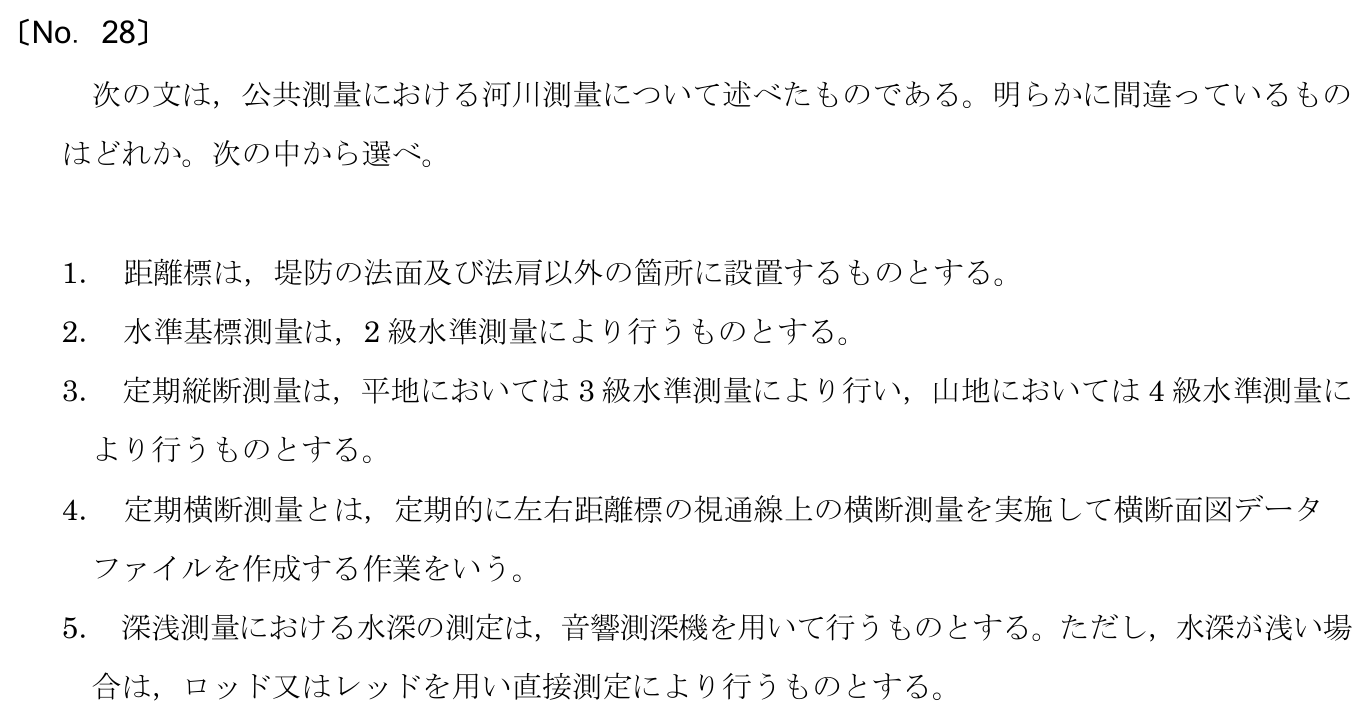 〔No. 28〕
次の文は，公共測量における河川測量について述べたものである。明らかに間違っているもの
はどれか。次の中から選べ。
1. 距離標は，堤防の法面及び法肩以外の箇所に設置するものとする。
2. 水準基標測量は，2 級水準測量により行うものとする。
3. 定期縦断測量は，平地においては 3 級水準測量により行い，山地においては 4 級水準測量に
より行うものとする。
4. 定期横断測量とは，定期的に左右距離標の視通線上の横断測量を実施して横断面図データ
ファイルを作成する作業をいう。
5. 深浅測量における水深の測定は，音響測深機を用いて行うものとする。ただし，水深が浅い場
合は，ロッド又はレッドを用い直接測定により行うものとする。